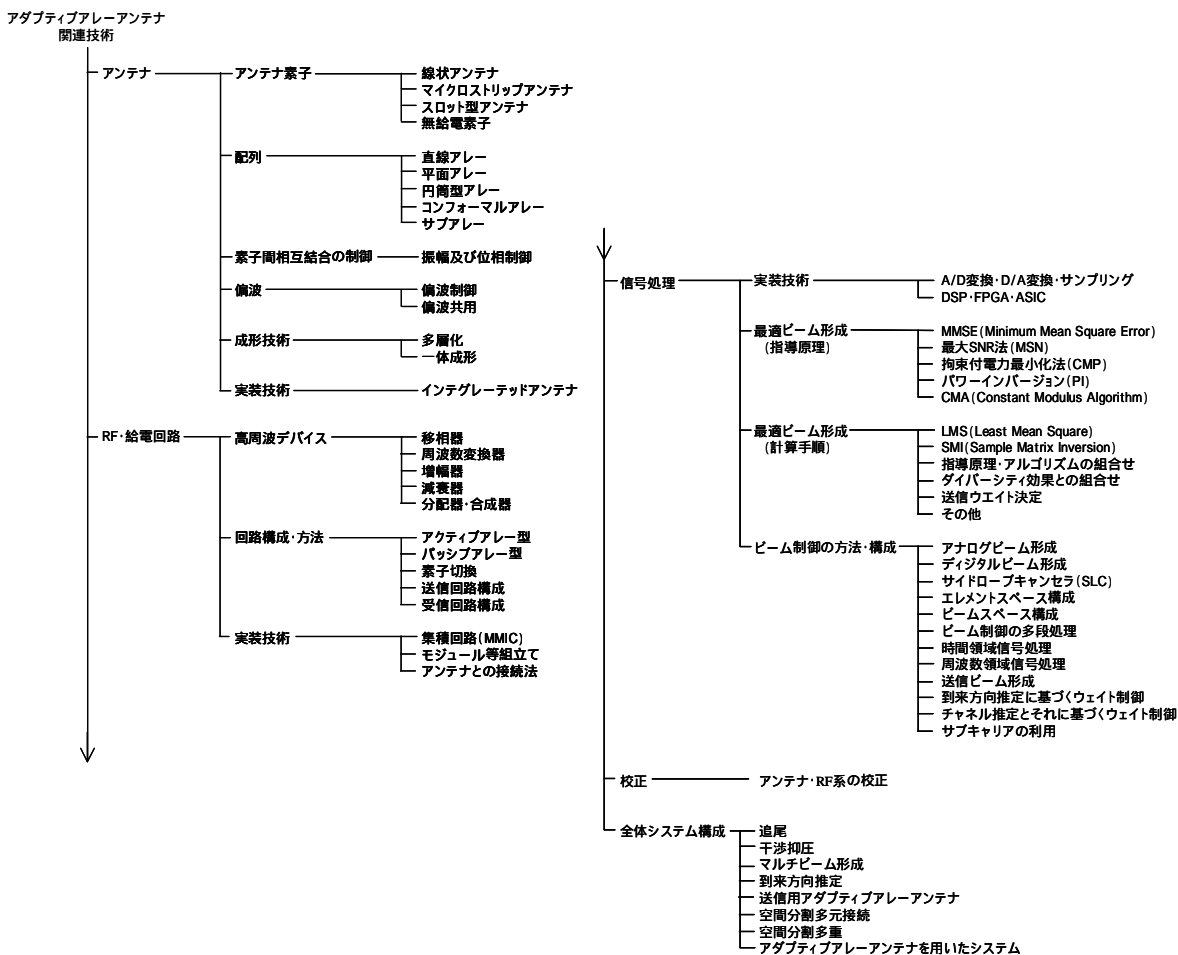 アダプティブアレーアンテナ
関連技術
アンテナ
アンテナ素子
線状アンテナ
マイクロストリップアンテナ
スロット型アンテナ
無給電素子
配列
直線アレー
平面アレー
円筒型アレー
コンフォーマルアレー
サブアレー
素子間相互結合の制御
振幅及び位相制御
偏波
偏波制御
偏波共用
成形技術
多層化
一体成形
実装技術
インテグレーテッドアンテナ
RF・給電回路
高周波デバイス
移相器
周波数変換器
増幅器
減衰器
分配器・合成器
回路構成・方法
アクティブアレー型
パッシブアレー型
素子切換
送信回路構成
受信回路構成
実装技術
集積回路(MMIC)
モジュール等組立て
アンテナとの接続法
信号処理
実装技術
A/D変換・D/A変換・サンプリング
DSP・FPGA・ASIC
最適ビーム形成
(指導原理)
MMSE(Minimum Mean Square Error)
最大SNR法(MSN)
拘束付電力最小化法(CMP)
パワーインバージョン(PI)
CMA(Constant Modulus Algorithm)
最適ビーム形成
(計算手順)
LMS(Least Mean Square)
SMI(Sample Matrix Inversion)
指導原理・アルゴリズムの組合せ
ダイバーシティ効果との組合せ
送信ウエイト決定
その他
ビーム制御の方法・構成
アナログビーム形成
ディジタルビーム形成
サイドローブキャンセラ(SLC)
エレメントスペース構成
ビームスペース構成
ビーム制御の多段処理
時間領域信号処理
周波数領域信号処理
送信ビーム形成
到来方向推定に基づくウェイト制御
チャネル推定とそれに基づくウェイト制御
サブキャリアの利用
校正
アンテナ・RF系の校正
全体システム構成
追尾
干渉抑圧
マルチビーム形成
到来方向推定
送信用アダプティブアレーアンテナ
空間分割多元接続
空間分割多重
アダプティブアレーアンテナを用いたシステム